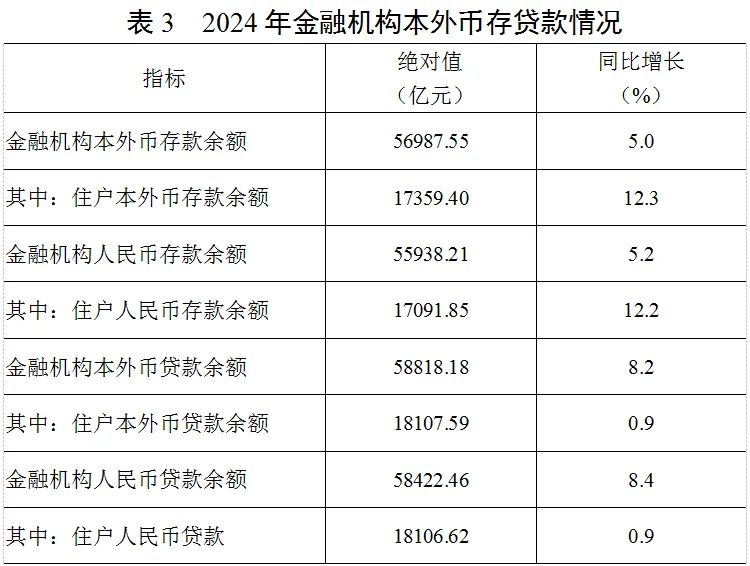 表 3 2024 年金融机构本外币存贷款情况
指标 绝对值（亿元） 同比增长（%）
金融机构本外币存款余额 56987.55 5.0
其中：住户本外币存款余额 17359.40 12.3
金融机构人民币存款余额 55938.21 5.2
其中：住户人民币存款余额 17091.85 12.2
金融机构本外币贷款余额 58818.18 8.2
其中：住户本外币贷款余额 18107.59 0.9
金融机构人民币贷款余额 58422.46 8.4
其中：住户人民币贷款 18106.62 0.9